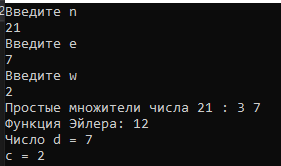 Введите n
21
Введите e
7
Введите w
2
Простые множители числа 21 : 3 7
Функция Эйлера: 12
Число d = 7
c = 2